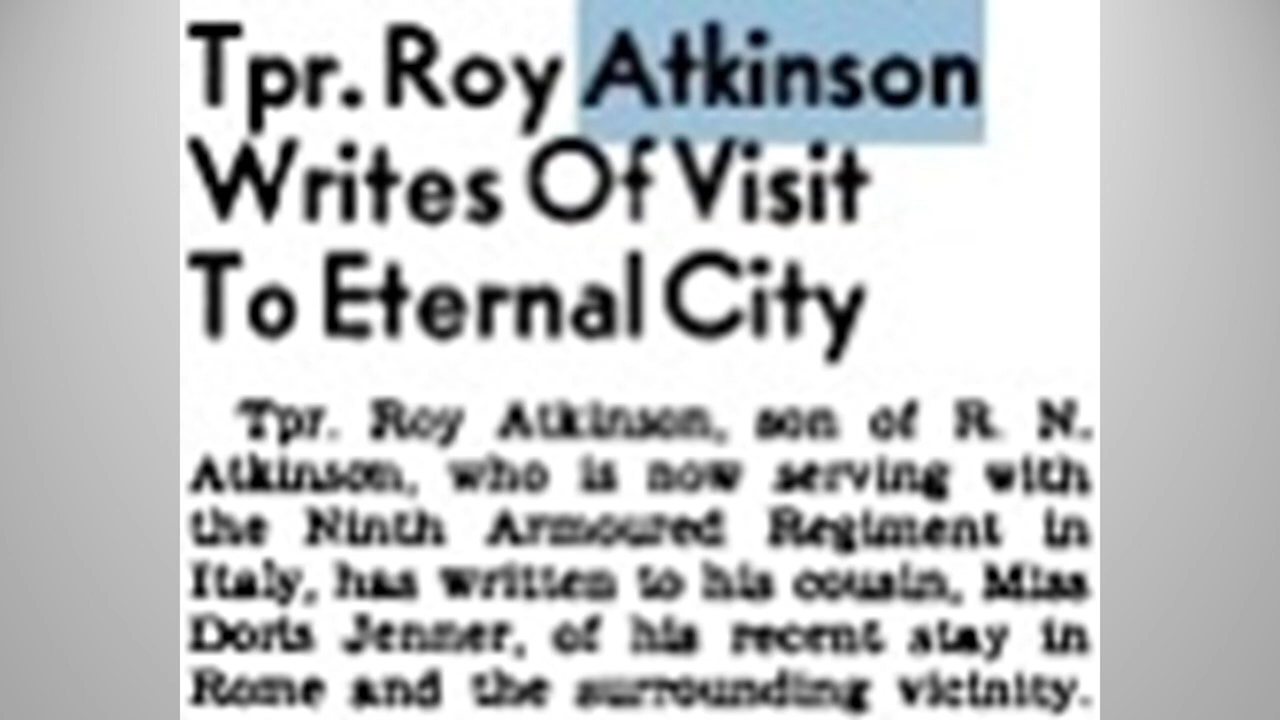 Tpr. Roy Atkinson
Writes Of Visit
To Eternal City
Tpr. Roy Atkinson, son of R. N.
Atkinson, who is now serving with
the Ninth Armoured Regiment in
Italy, has written to his cousin, Miss
Doris Jenner, of his recent stay in
Rome and the surrounding vicinity.